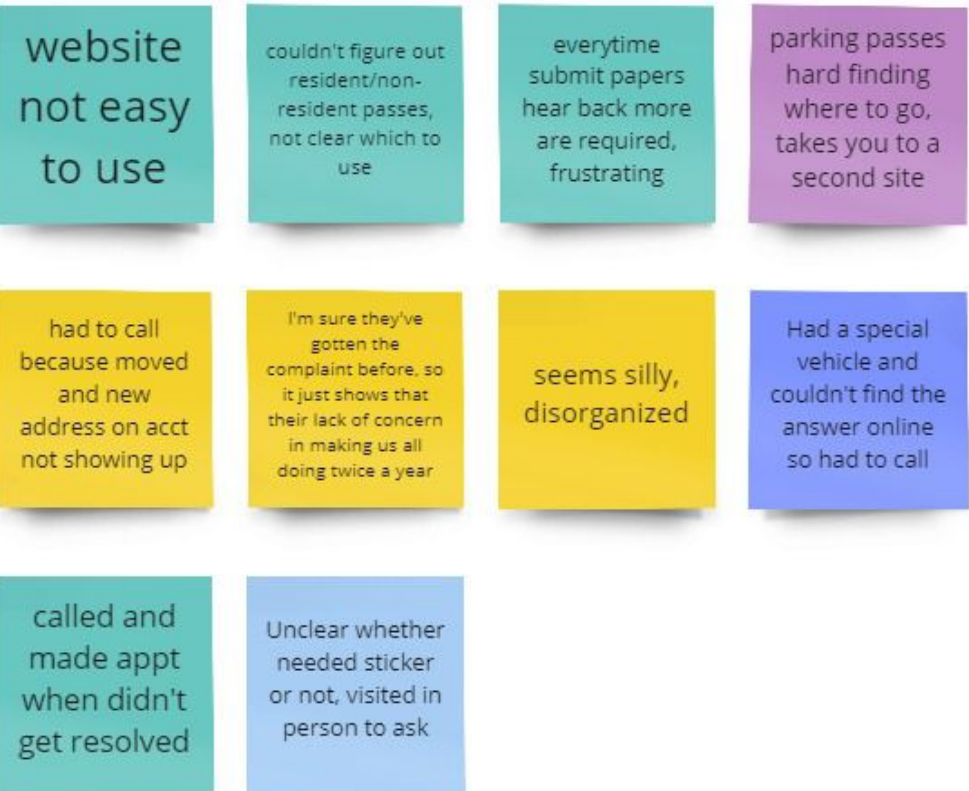 website
not easy
to use
couldn't figure out
resident/non-
resident passes,
not clear which to
use
everytime
submit papers
hear back more
are required,
frustrating
parking passes
hard finding
where to go,
takes you to a
second site
had to call
because moved
and new
address on acct
not showing up
I'm sure they've
gotten the
complaint before, so
it just shows that
their lack of concern
in making us all
doing twice a year
seems silly,
disorganized
Had a special
vehicle and
couldn't find the
answer online
so had to call
called and
made appt
when didn't
get resolved
Unclear whether
needed sticker
or not, visited in
person to ask